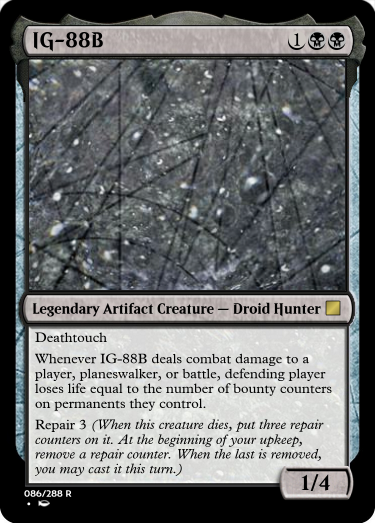 IG-88B 1
Legendary Artifact Creature — Droid Hunter
Deathtouch
Whenever IG-88B deals combat damage to a
player, planeswalker, or battle, defending player
loses life equal to the number of bounty counters
on permanents they control.
Repair 3 (When this creature dies, put three repair
counters on it. At the beginning of your upkeep,
remove a repair counter. When the last is removed,
you may cast it this turn.)
1/4
086/288 R